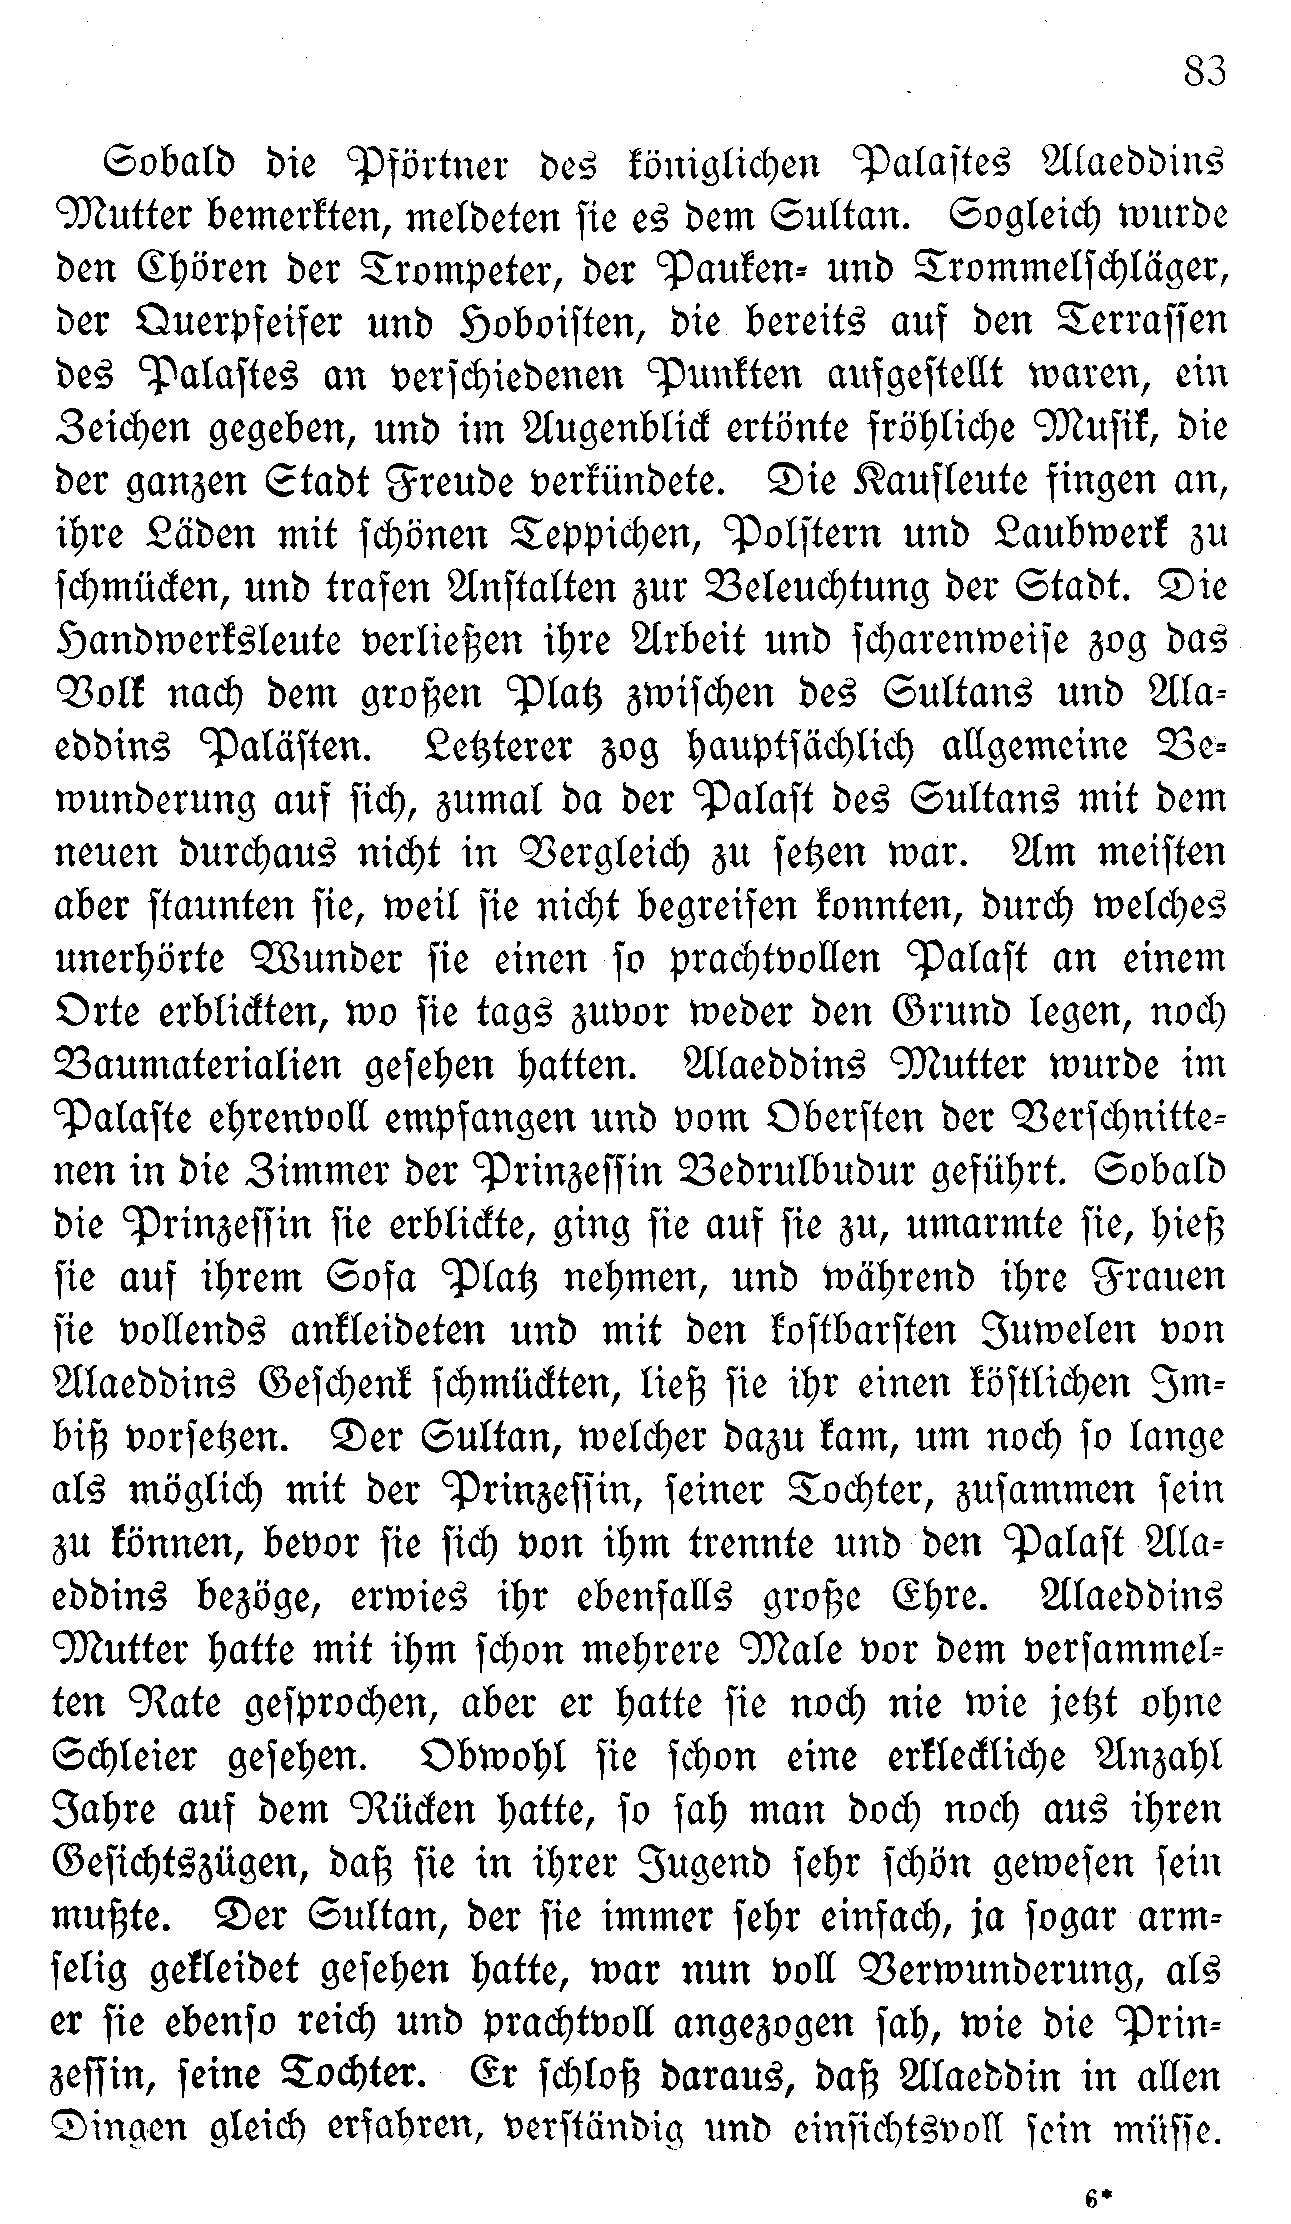 83
Sobald die Pförtner des königlichen Palastes Alaeddins
Mutter bemerkten, meldeten sie es dem Sultan. Sogleich wurde
den Chören der Trompeter, der Pauken- und Trommelschläger,
der Querpfeifer und Hoboisten, die bereits auf den Terrassen
des Palastes an verschiedenen Punkten aufgestellt waren, ein
Zeichen gegeben, und im Augenblick ertönte fröhliche Musik, die
der ganzen Stadt Freude verkündete. Die Kaufleute fingen an,
ihre Läden mit schönen Teppichen, Polstern und Laubwerk zu
schmücken, und trafen Anstalten zur Beleuchtung der Stadt. Die
Handwerksleute verließen ihre Arbeit und scharenweise zog das
Volk nach dem großen Platz zwischen des Sultans und Ala-
eddins Palästen. Letzterer zog hauptsächlich allgemeine Be-
wunderung auf sich, zumal da der Palast des Sultans mit dem
neuen durchaus nicht in Vergleich zu setzen war. Am meisten
aber staunten sie, weil sie nicht begreifen konnten, durch welches
unerhörte Wunder sie einen so prachtvollen Palast an einem
Orte erblickten, wo sie tags zuvor weder den Grund legen, noch
Baumaterialien gesehen hatten. Alaeddins Mutter wurde im
Palaste ehrenvoll empfangen und vom Obersten der Verschnitte-
nen in die Zimmer der Prinzessin Bedrulbudur geführt. Sobald
die Prinzessin sie erblickte, ging sie auf sie zu, umarmte sie, hieß
sie auf ihrem Sofa Platz nehmen, und während ihre Frauen
sie vollends ankleideten und mit den kostbarsten Juwelen von
Alaeddins Geschenk schmückten, ließ sie ihr einen köstlichen Im-
biß vorsetzen. Der Sultan, welcher dazu kam, um noch so lange
als möglich mit der Prinzessin, seiner Tochter, zusammen sein
zu können, bevor sie sich von ihm trennte und den Palast Ala-
eddins bezöge, erwies ihr ebenfalls große Ehre. Alaeddins
Mutter hatte mit ihm schon mehrere Male vor dem versammel-
ten Rate gesprochen, aber er hatte sie noch nie wie jetzt ohne
Schleier gesehen. Obwohl sie schon eine erkleckliche Anzahl
Jahre auf dem Rücken hatte, so sah man doch noch aus ihren
Gesichtszügen, daß sie in ihrer Jugend sehr schön gewesen sein
mußte. Der Sultan, der sie immer sehr einfach, ja sogar arm-
selig gekleidet gesehen hatte, war nun voll Verwunderung, als
er sie ebenso reich und prachtvoll angezogen sah, wie die Prin-
zessin, seine Tochter. Er schloß daraus, daß Alaeddin in allen
Dingen gleich erfahren, verständig und einsichtsvoll sein müsse.
6*